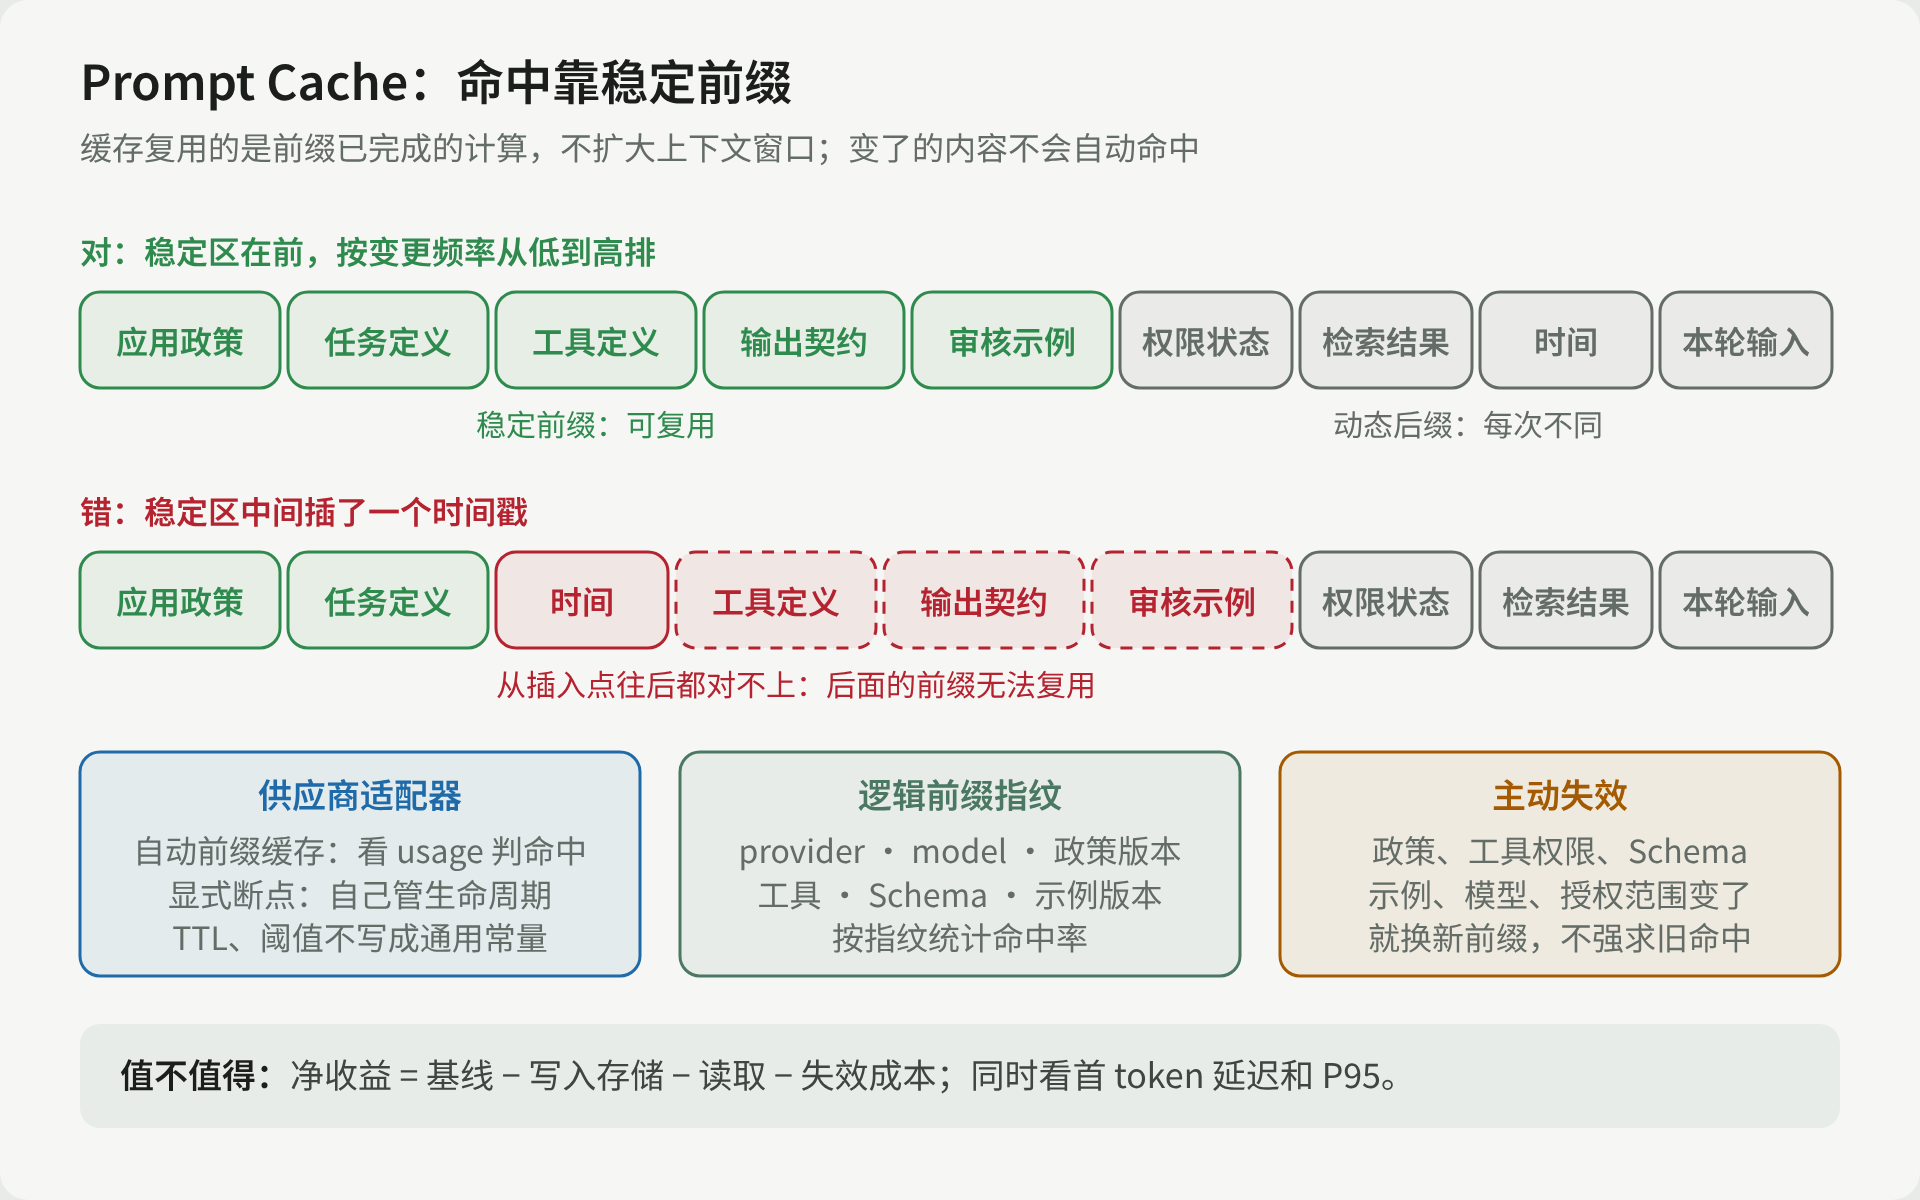 Prompt Cache：命中靠稳定前缀
缓存复用的是前缀已完成的计算，不扩大上下文窗口；变了的内容不会自动命中
对：稳定区在前，按变更频率从低到高排
应用政策 任务定义 工具定义 输出契约 审核示例 权限状态 检索结果 时间 本轮输入
稳定前缀：可复用 动态后缀：每次不同
错：稳定区中间插了一个时间戳
应用政策 任务定义 时间 工具定义 输出契约 审核示例 权限状态 检索结果 本轮输入
从插入点往后都对不上：后面的前缀无法复用
供应商适配器
自动前缀缓存：看 usage 判命中
显式断点：自己管生命周期
TTL、阈值不写成通用常量
逻辑前缀指纹
provider · model · 政策版本
工具 · Schema · 示例版本
按指纹统计命中率
主动失效
政策、工具权限、Schema
示例、模型、授权范围变了
就换新前缀，不强求旧命中
值不值得：净收益 = 基线 − 写入存储 − 读取 − 失效成本；同时看首 token 延迟和 P95。